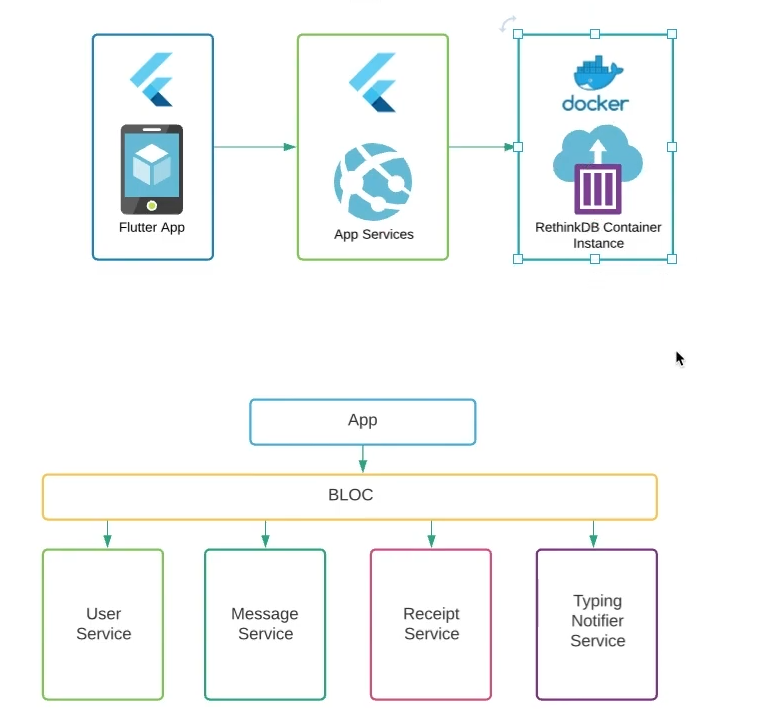 docker
Flutter App
App Services
RethinkDB Container
Instance
App
BLOC
User
Service
Message
Service
Receipt
Service
Typing
Notifier
Service